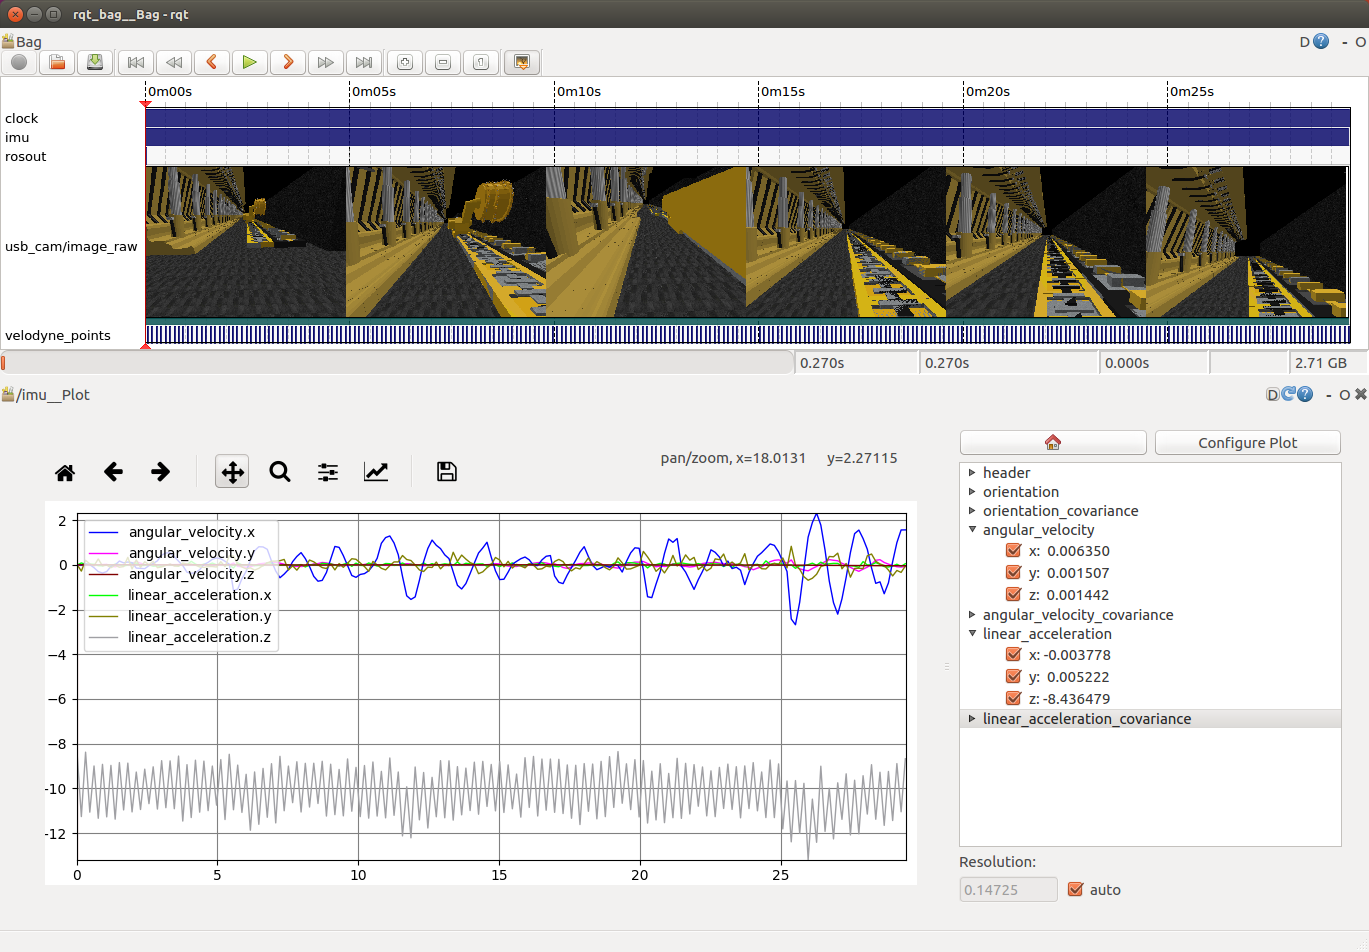 rqt_bag__Bag - rqt
Bag
D - O
0m00s 0m05s 0m10s 0m15s 0m20s 0m25s
clock
imu
rosout
usb_cam/image_raw
velodyne_points
0.270s 0.270s 0.000s 2.71 GB
/imu__Plot
D - O
Configure Plot
pan/zoom, x=18.0131 y=2.27115
header
orientation
orientation_covariance
angular_velocity
x: 0.006350
y: 0.001507
z: 0.001442
angular_velocity_covariance
linear_acceleration
x: -0.003778
y: 0.005222
z: -8.436479
linear_acceleration_covariance
angular_velocity.x
angular_velocity.y
angular_velocity.z
linear_acceleration.x
linear_acceleration.y
linear_acceleration.z
2
0
−2
−4
−6
−8
-10
-12
0 5 10 15 20 25
Resolution:
0.14725 auto